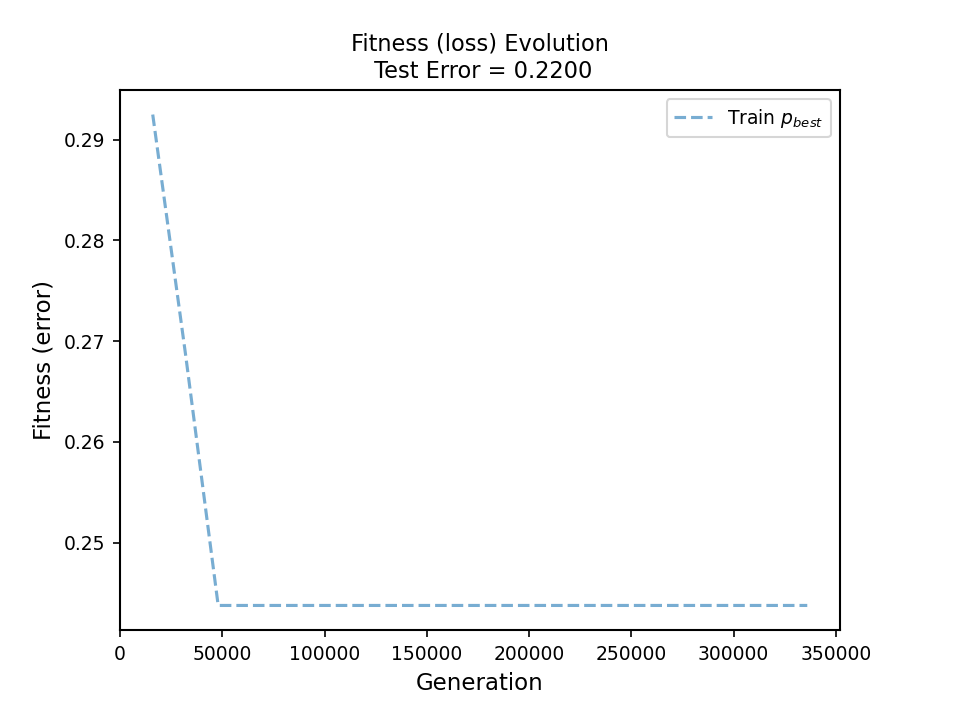 Fitness (loss) Evolution
Test Error = 0.2200
Train p_best
0.29
0.28
0.27
0.26
0.25
Fitness (error)
0 50000 100000 150000 200000 250000 300000 350000
Generation